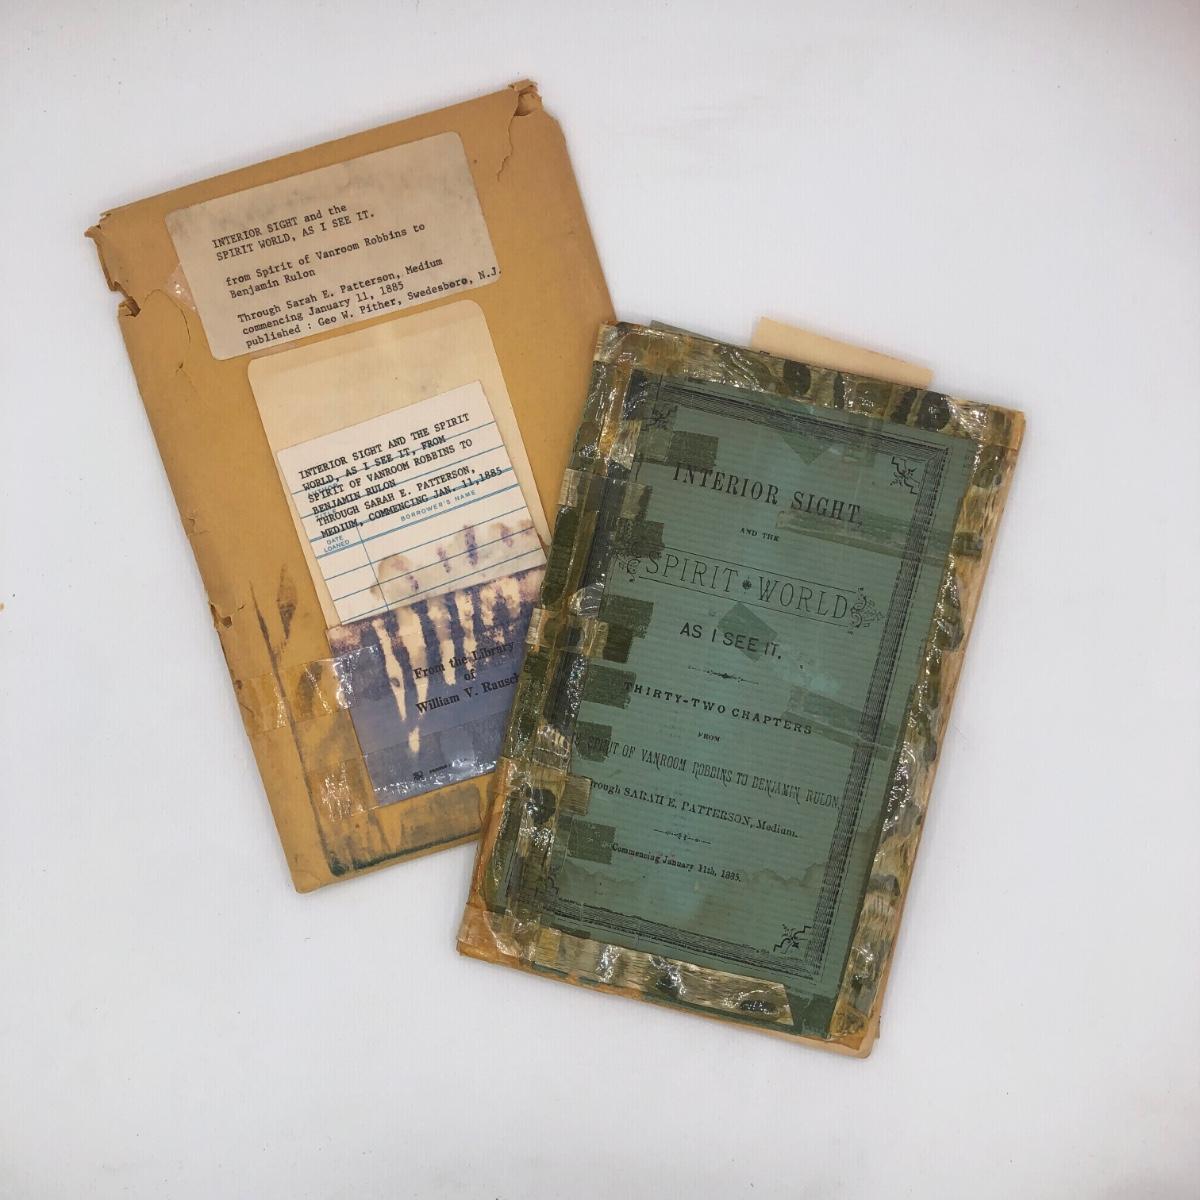 INTERIOR SIGHT and the
SPIRIT WORLD, AS I SEE IT.
from Spirit of Vanroom Robbins to
Benjamin Rulon
Through Sarah E. Patterson, Medium
commencing January 11, 1885
published : Geo W. Pither, Swedesboro, N.J.
INTERIOR SIGHT AND THE SPIRIT
WORLD, AS I SEE IT, FROM
SPIRIT OF VANROOM ROBBINS TO
BENJAMIN RULON
THROUGH SARAH E. PATTERSON,
MEDIUM, COMMENCING JAN. 11,1885
DATE
LOANED
BORROWER'S NAME
From the Library
of
William V. Rausch
INTERIOR SIGHT,
AND THE
SPIRIT WORLD
AS I SEE IT.
THIRTY-TWO CHAPTERS
FROM
SPIRIT OF VANROOM ROBBINS TO BENJAMIN RULON,
through SARAH E. PATTERSON, Medium.
Commencing January 11th, 1885.